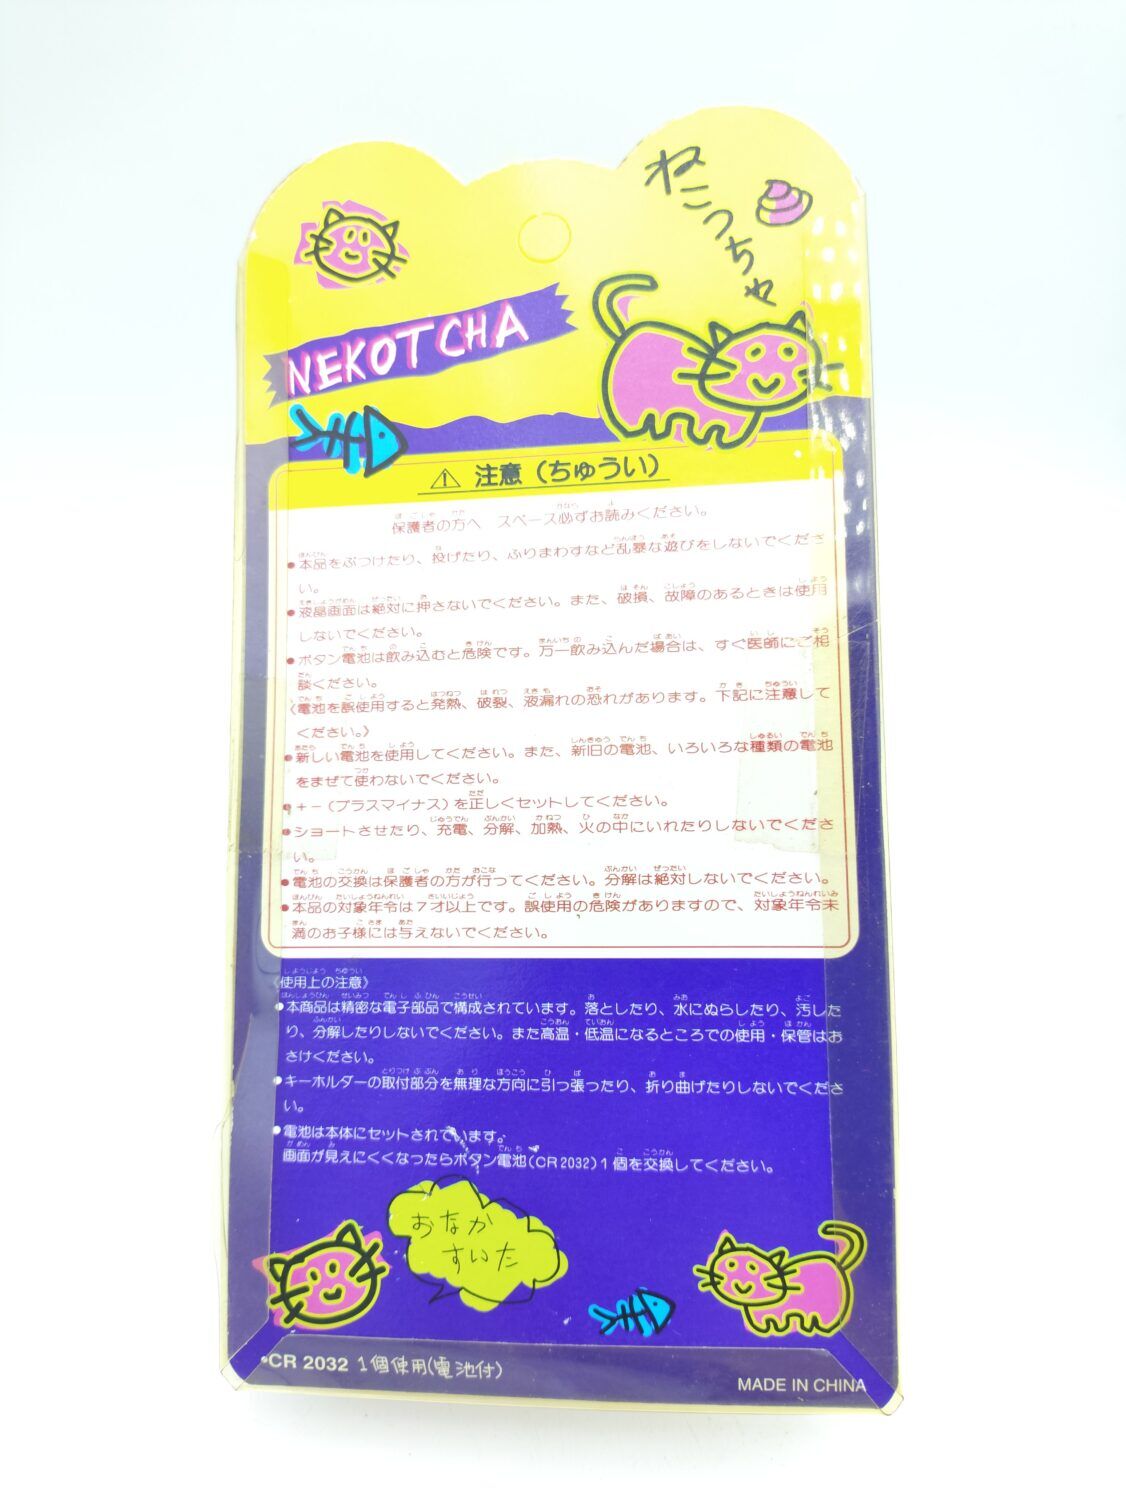 ねこっちゃ
NEKOTCHA
注意(ちゅうい)
保護者の方へ スペース必ずお読みください。
●本品をぶつけたり、投げたり、ふりまわすなど乱暴な遊びをしないでくださ
い。
●液晶画面は絶対に押さないでください。また、破損、故障のあるときは使用
しないでください。
●ボタン電池は飲み込むと危険です。万一飲み込んだ場合は、すぐ医師にご相
談ください。
〈電池を誤使用すると発熱、破裂、液漏れの恐れがあります。下記に注意して
ください。〉
●新しい電池を使用してください。また、新旧の電池、いろいろな種類の電池
をまぜて使わないでください。
●+-(プラスマイナス)を正しくセットしてください。
●ショートさせたり、充電、分解、加熱、火の中にいれたりしないでくださ
い。
●電池の交換は保護者の方が行ってください。分解は絶対しないでください。
●本品の対象年令は7才以上です。誤使用の危険がありますので、対象年令未
満のお子様には与えないでください。
《使用上の注意》
●本商品は精密な電子部品で構成されています。落としたり、水にぬらしたり、汚した
り、分解したりしないでください。また高温・低温になるところでの使用・保管はお
さけください。
●キーホルダーの取付部分を無理な方向に引っ張ったり、折り曲げたりしないでくださ
い。
●電池は本体にセットされています。
画面が見えにくくなったらボタン電池(CR2032)1個を交換してください。
おなか
すいた
•CR 2032 1個使用(電池付)
MADE IN CHINA